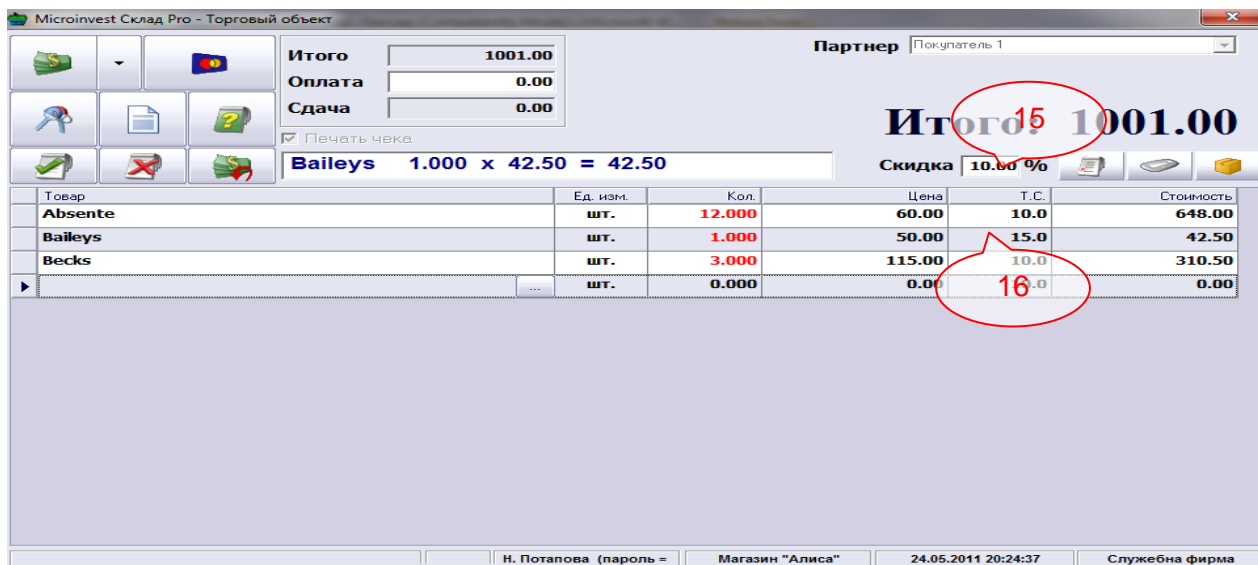 Microinvest Склад Pro - Торговый объект
Итого 1001.00
Оплата 0.00
Сдача 0.00
Печать чека
Партнер Покупатель 1
Итого: 1001.00
15
Baileys 1.000 x 42.50 = 42.50
Скидка 10.00 %
Товар Ед. изм. Кол. Цена Т.С. Стоимость
Absente шт. 12.000 60.00 10.0 648.00
Baileys шт. 1.000 50.00 15.0 42.50
Becks шт. 3.000 115.00 10.0 310.50
... шт. 0.000 0.00 10.0 0.00
16
Н. Потапова (пароль = Магазин "Алиса" 24.05.2011 20:24:37 Служебна фирма